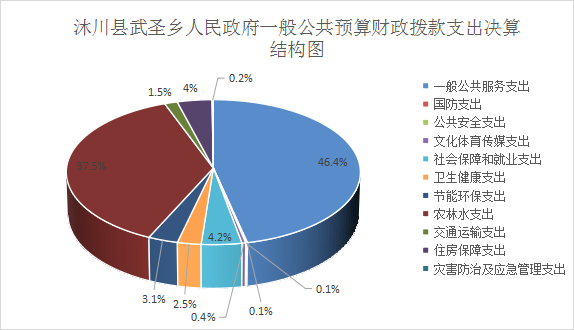 沐川县武圣乡人民政府一般公共预算财政拨款支出决算
结构图
0.2%
4%
1.5%
46.4%
37.5%
4.2%
3.1%
2.5%
0.4%
0.1%
0.1%
一般公共服务支出
国防支出
公共安全支出
文化体育传媒支出
社会保障和就业支出
卫生健康支出
节能环保支出
农林水支出
交通运输支出
住房保障支出
灾害防治及应急管理支出